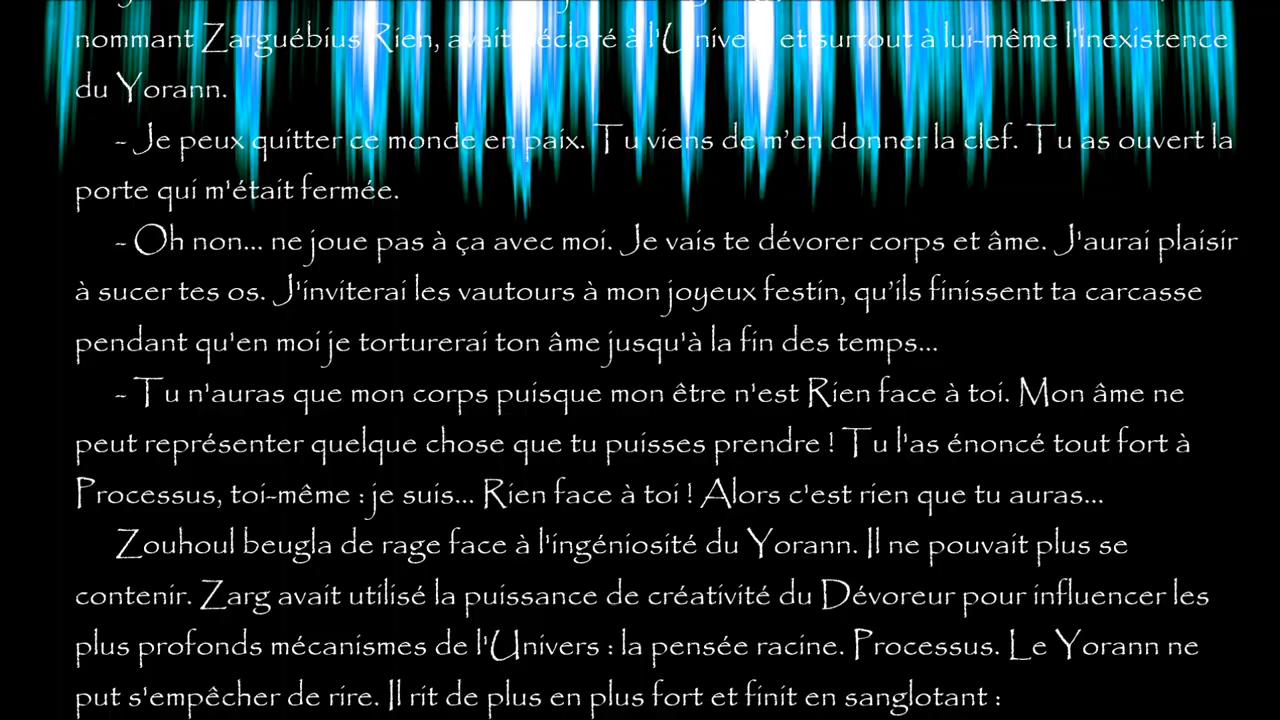 nommant Zarguébius Rien, avait déclaré à l'Univers et surtout à lui-même l'inexistence
du Yorann.
- Je peux quitter ce monde en paix. Tu viens de m’en donner la clef. Tu as ouvert la
porte qui m'était fermée.
- Oh non... ne joue pas à ça avec moi. Je vais te dévorer corps et âme. J'aurai plaisir
à sucer tes os. J'inviterai les vautours à mon joyeux festin, qu’ils finissent ta carcasse
pendant qu'en moi je torturerai ton âme jusqu'à la fin des temps...
- Tu n'auras que mon corps puisque mon être n'est Rien face à toi. Mon âme ne
peut représenter quelque chose que tu puisses prendre ! Tu l'as énoncé tout fort à
Processus, toi-même : je suis... Rien face à toi ! Alors c'est rien que tu auras...
Zouhoul beugla de rage face à l'ingéniosité du Yorann. Il ne pouvait plus se
contenir. Zarg avait utilisé la puissance de créativité du Dévoreur pour influencer les
plus profonds mécanismes de l'Univers : la pensée racine. Processus. Le Yorann ne
put s'empêcher de rire. Il rit de plus en plus fort et finit en sanglotant :